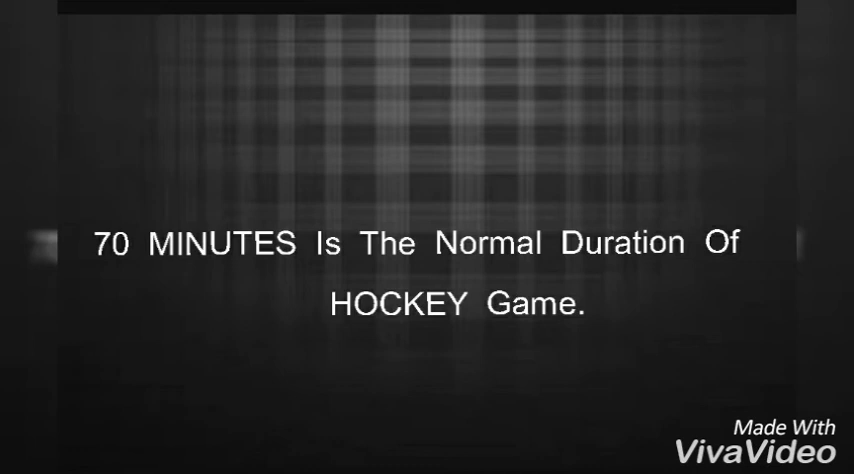 70 MINUTES Is The Normal Duration Of
HOCKEY Game.
Made With
VivaVideo